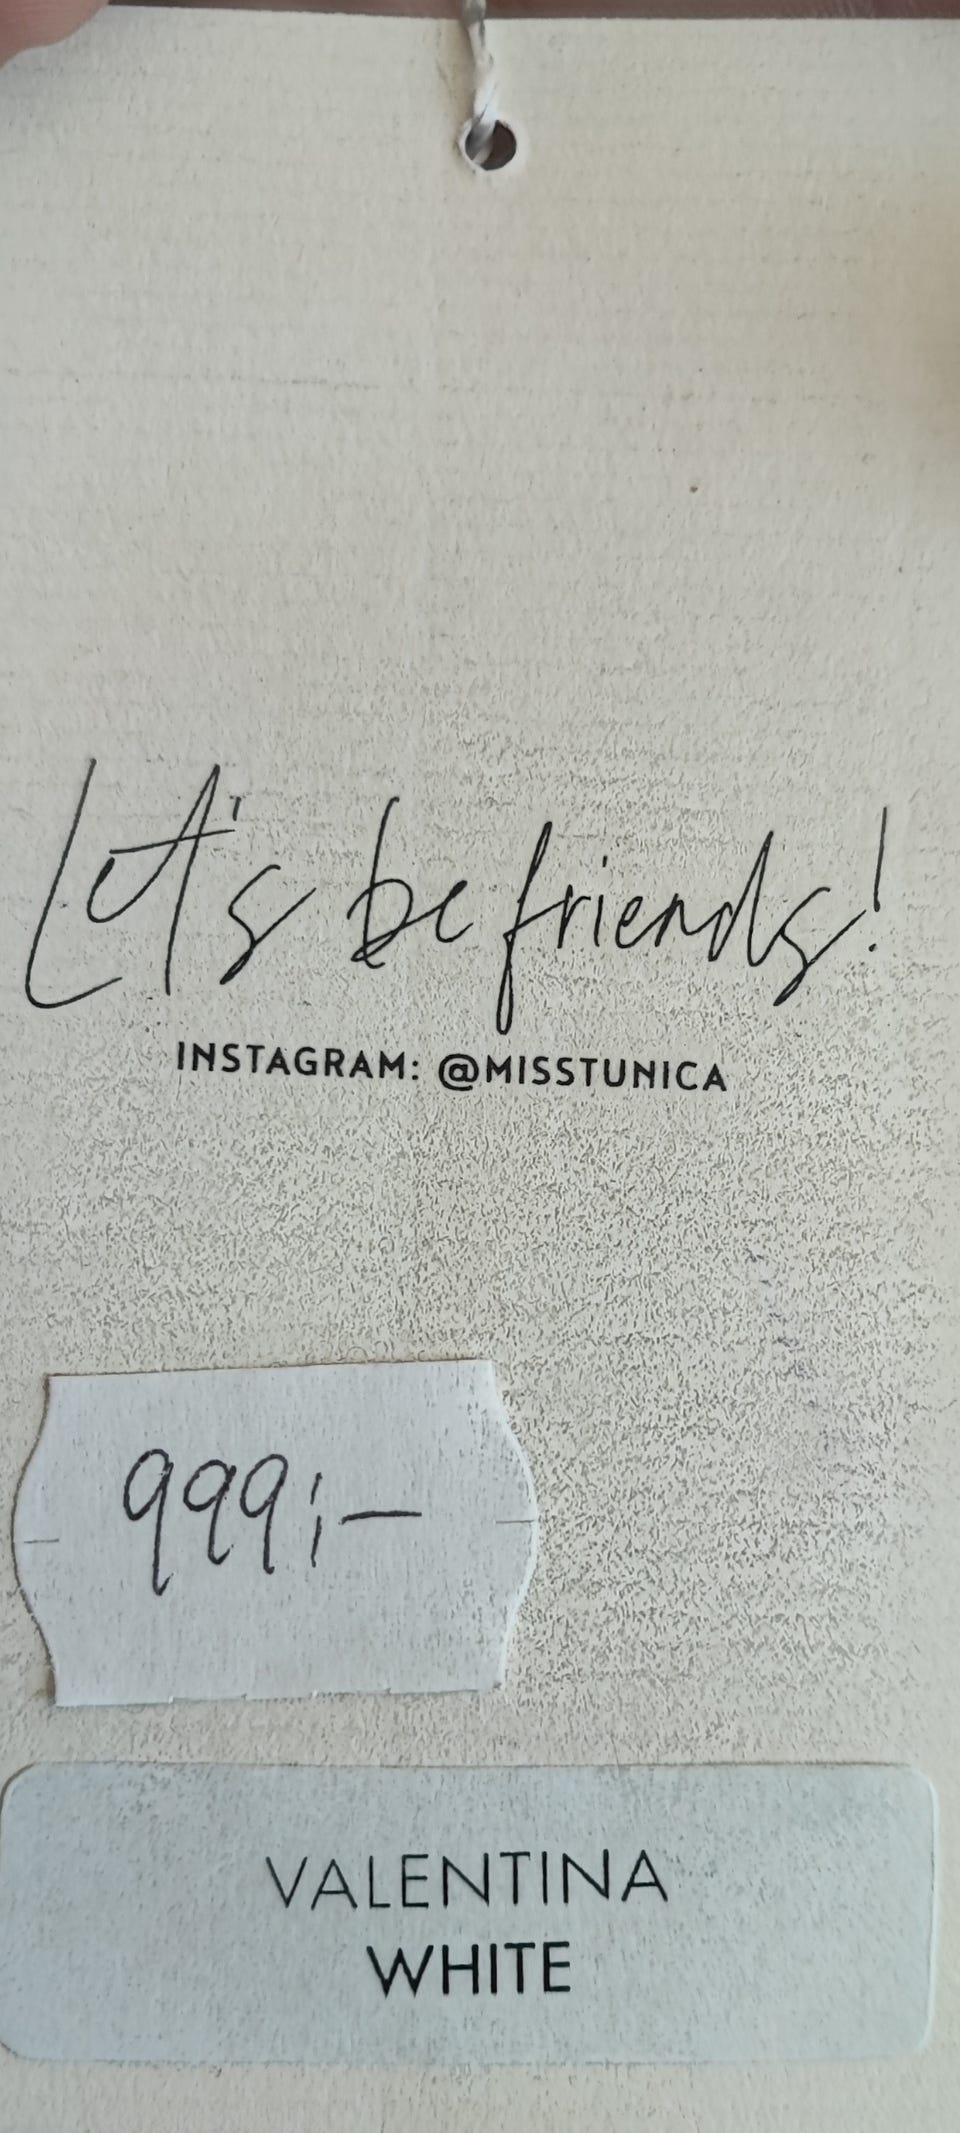 Let's be friends!
INSTAGRAM: @MISSTUNICA
999:-
VALENTINA
WHITE